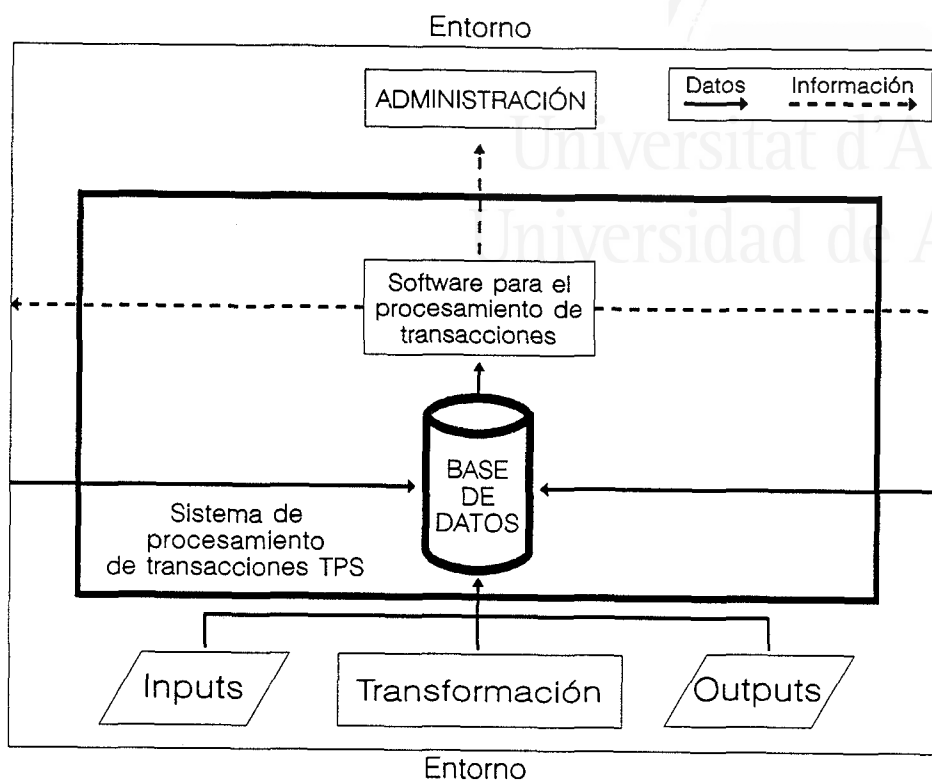 Entorno
ADMINISTRACIÓN
Datos
Información
Universitat d'A
Universidad de A
Software para el
procesamiento de
transacciones
BASE
DE
DATOS
Sistema de
procesamiento
de transacciones TPS
Inputs
Transformación
Outputs
Entorno